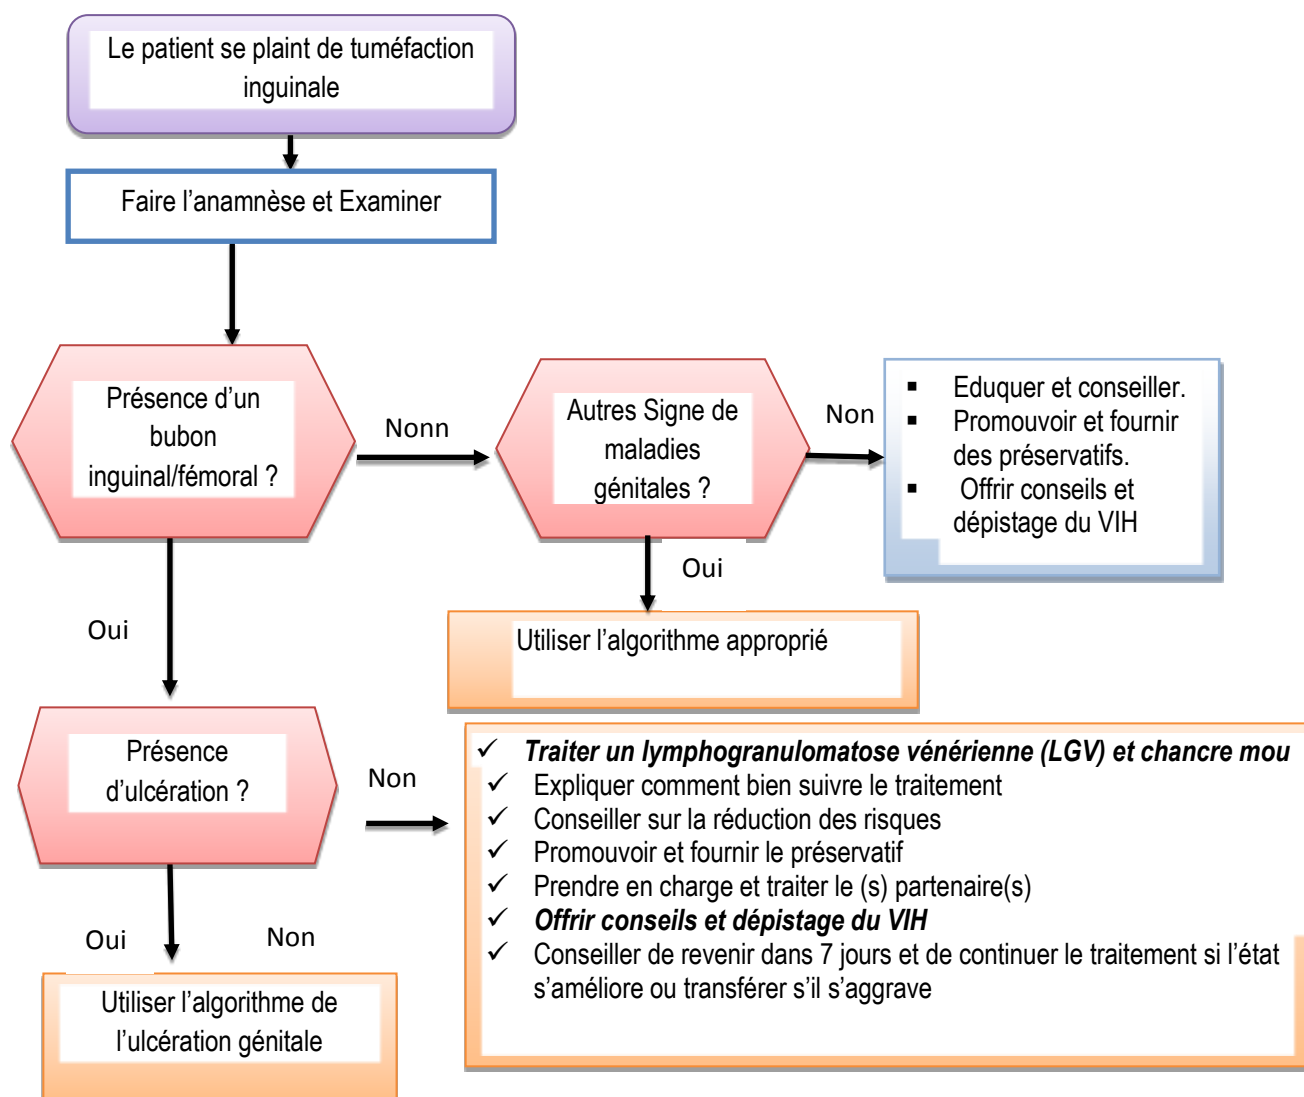 Le patient se plaint de tuméfaction
inguinale
Faire l'anamnèse et Examiner
Présence d'un
bubon
inguinal/fémoral ?
Nonn
Autres Signe de
maladies
génitales ?
Non
▪ Eduquer et conseiller.
▪ Promouvoir et fournir
des préservatifs.
▪ Offrir conseils et
dépistage du VIH
Oui
Utiliser l'algorithme approprié
Oui
Présence
d'ulcération ?
Non
✓ Traiter un lymphogranulomatose vénérienne (LGV) et chancre mou
✓ Expliquer comment bien suivre le traitement
✓ Conseiller sur la réduction des risques
✓ Promouvoir et fournir le préservatif
✓ Prendre en charge et traiter le (s) partenaire(s)
✓ Offrir conseils et dépistage du VIH
✓ Conseiller de revenir dans 7 jours et de continuer le traitement si l'état
s'améliore ou transférer s'il s'aggrave
Oui
Non
Utiliser l'algorithme de
l'ulcération génitale